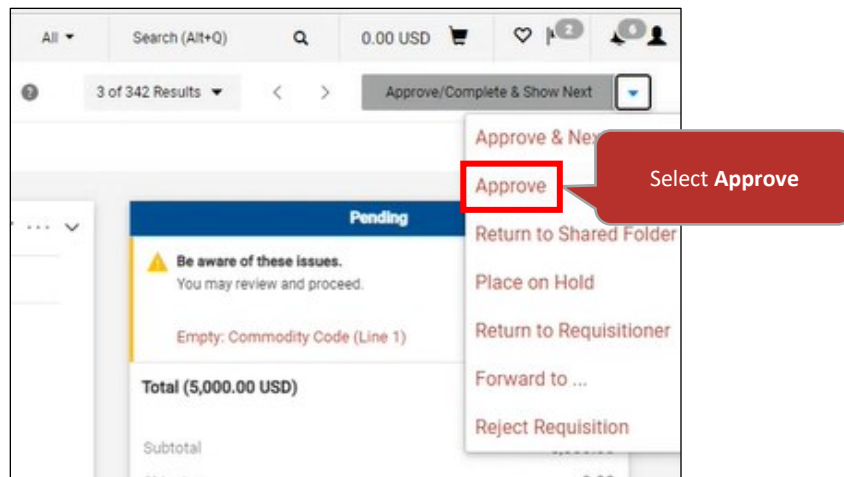 All Search (Alt+Q) 0.00 USD 2 6
3 of 342 Results < > Approve/Complete & Show Next
Approve & Nex
Approve
Select Approve
Return to Shared Folder
Place on Hold
Return to Requisitioner
Forward to ...
Reject Requisition
... 
Pending
Be aware of these issues.
You may review and proceed.
Empty: Commodity Code (Line 1)
Total (5,000.00 USD)
Subtotal